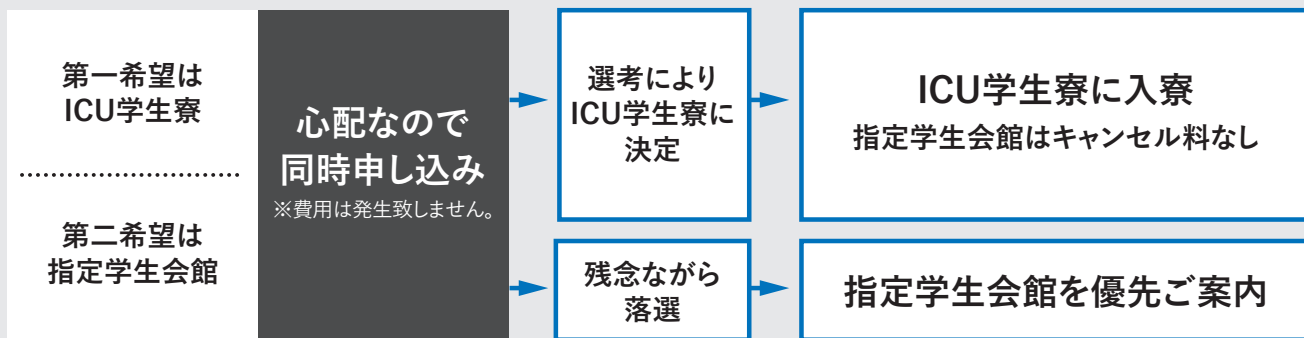 第一希望は
ICU学生寮
第二希望は
指定学生会館
心配なので
同時申し込み
※費用は発生致しません。
選考により
ICU学生寮に
決定
ICU学生寮に入寮
指定学生会館はキャンセル料なし
残念ながら
落選
指定学生会館を優先ご案内